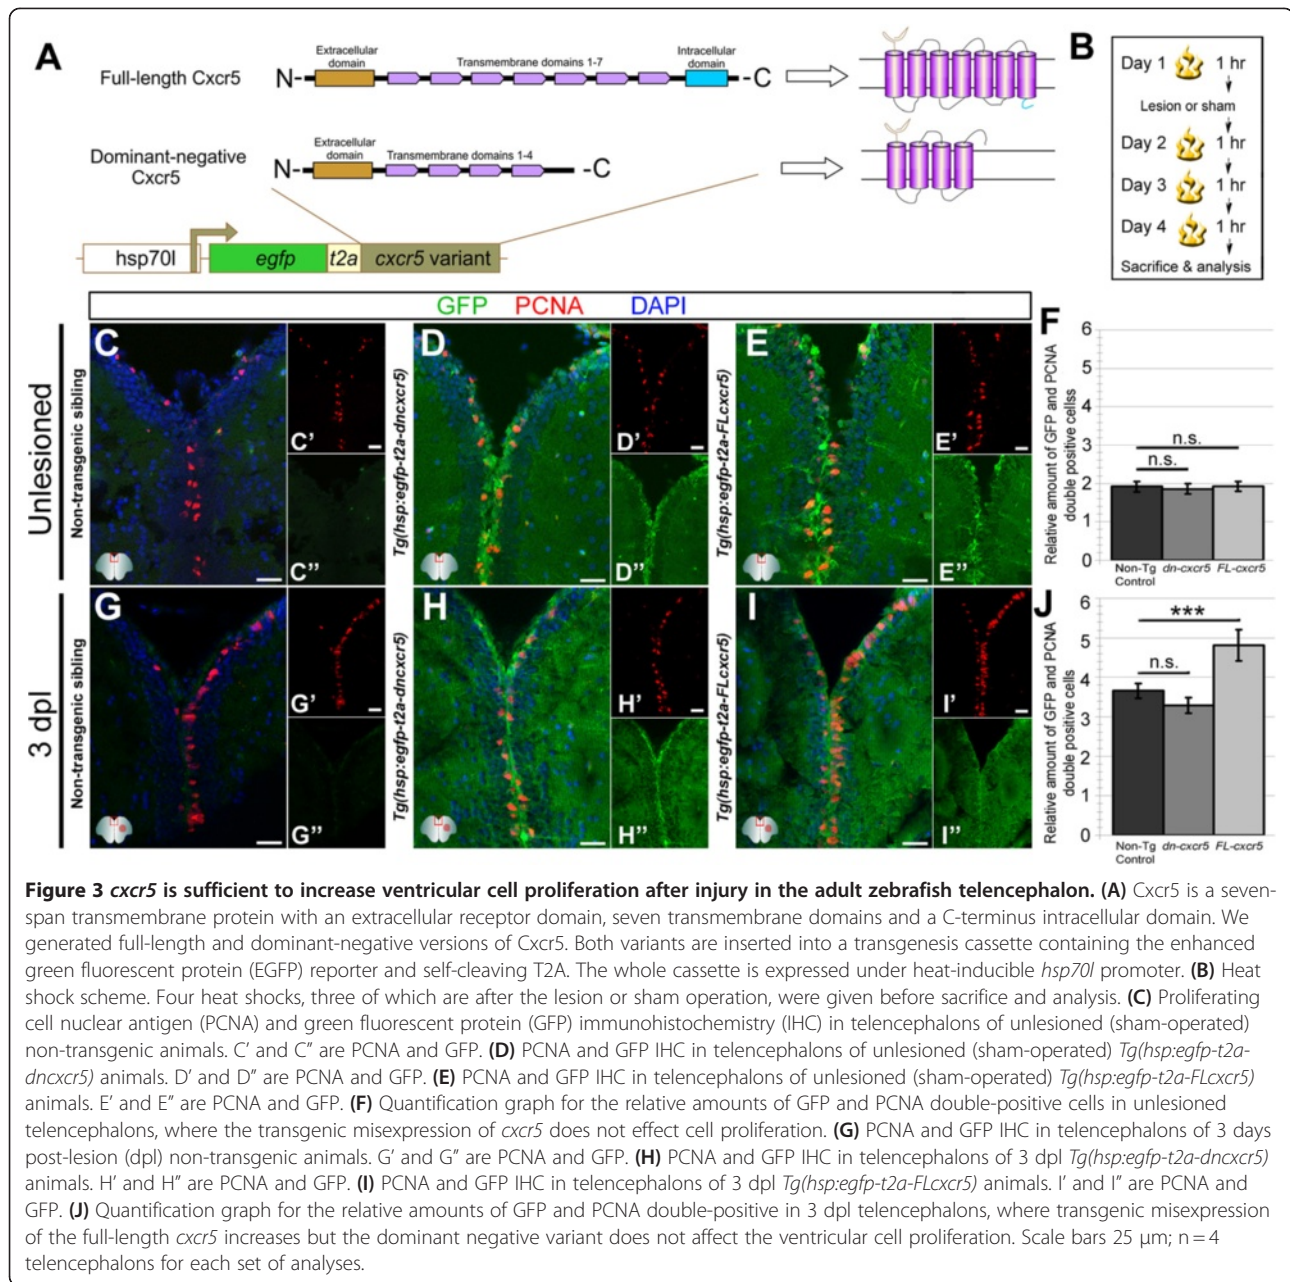 A
Full-length Cxcr5
N-
Extracellular
domain
Transmembrane domains 1-7
Intracellular
domain
-C
Dominant-negative
Cxcr5
N-
Extracellular
domain
Transmembrane domains 1-4
-C
hsp70l
egfp
t2a
cxcr5 variant
B
Day 1 1 hr
Lesion or sham
Day 2 1 hr
Day 3 1 hr
Day 4 1 hr
Sacrifice & analysis
GFP PCNA DAPI
Unlesioned
Non-transgenic sibling
C
C'
C"
Tg(hsp:egfp-t2a-dncxcr5)
D
D'
D"
Tg(hsp:egfp-t2a-FLcxcr5)
E
E'
E"
F
Relative amount of GFP and PCNA
double positive cellss
6
5
4
3
2
1
0
n.s.
n.s.
Non-Tg
Control
dn-cxcr5
FL-cxcr5
3 dpl
Non-transgenic sibling
G
G'
G"
Tg(hsp:egfp-t2a-dncxcr5)
H
H'
H"
Tg(hsp:egfp-t2a-FLcxcr5)
I
I'
I"
J
Relative amount of GFP and PCNA
double positive cells
6
5
4
3
2
1
0
***
n.s.
Non-Tg
Control
dn-cxcr5
FL-cxcr5
Figure 3 cxcr5 is sufficient to increase ventricular cell proliferation after injury in the adult zebrafish telencephalon. (A) Cxcr5 is a seven-
span transmembrane protein with an extracellular receptor domain, seven transmembrane domains and a C-terminus intracellular domain. We
generated full-length and dominant-negative versions of Cxcr5. Both variants are inserted into a transgenesis cassette containing the enhanced
green fluorescent protein (EGFP) reporter and self-cleaving T2A. The whole cassette is expressed under heat-inducible hsp70l promoter. (B) Heat
shock scheme. Four heat shocks, three of which are after the lesion or sham operation, were given before sacrifice and analysis. (C) Proliferating
cell nuclear antigen (PCNA) and green fluorescent protein (GFP) immunohistochemistry (IHC) in telencephalons of unlesioned (sham-operated)
non-transgenic animals. C' and C" are PCNA and GFP. (D) PCNA and GFP IHC in telencephalons of unlesioned (sham-operated) Tg(hsp:egfp-t2a-
dncxcr5) animals. D' and D" are PCNA and GFP. (E) PCNA and GFP IHC in telencephalons of unlesioned (sham-operated) Tg(hsp:egfp-t2a-FLcxcr5)
animals. E' and E" are PCNA and GFP. (F) Quantification graph for the relative amounts of GFP and PCNA double-positive cells in unlesioned
telencephalons, where the transgenic misexpression of cxcr5 does not effect cell proliferation. (G) PCNA and GFP IHC in telencephalons of 3 days
post-lesion (dpl) non-transgenic animals. G' and G" are PCNA and GFP. (H) PCNA and GFP IHC in telencephalons of 3 dpl Tg(hsp:egfp-t2a-dncxcr5)
animals. H' and H" are PCNA and GFP. (I) PCNA and GFP IHC in telencephalons of 3 dpl Tg(hsp:egfp-t2a-FLcxcr5) animals. I' and I" are PCNA and
GFP. (J) Quantification graph for the relative amounts of GFP and PCNA double-positive in 3 dpl telencephalons, where transgenic misexpression
of the full-length cxcr5 increases but the dominant negative variant does not affect the ventricular cell proliferation. Scale bars 25 μm; n = 4
telencephalons for each set of analyses.